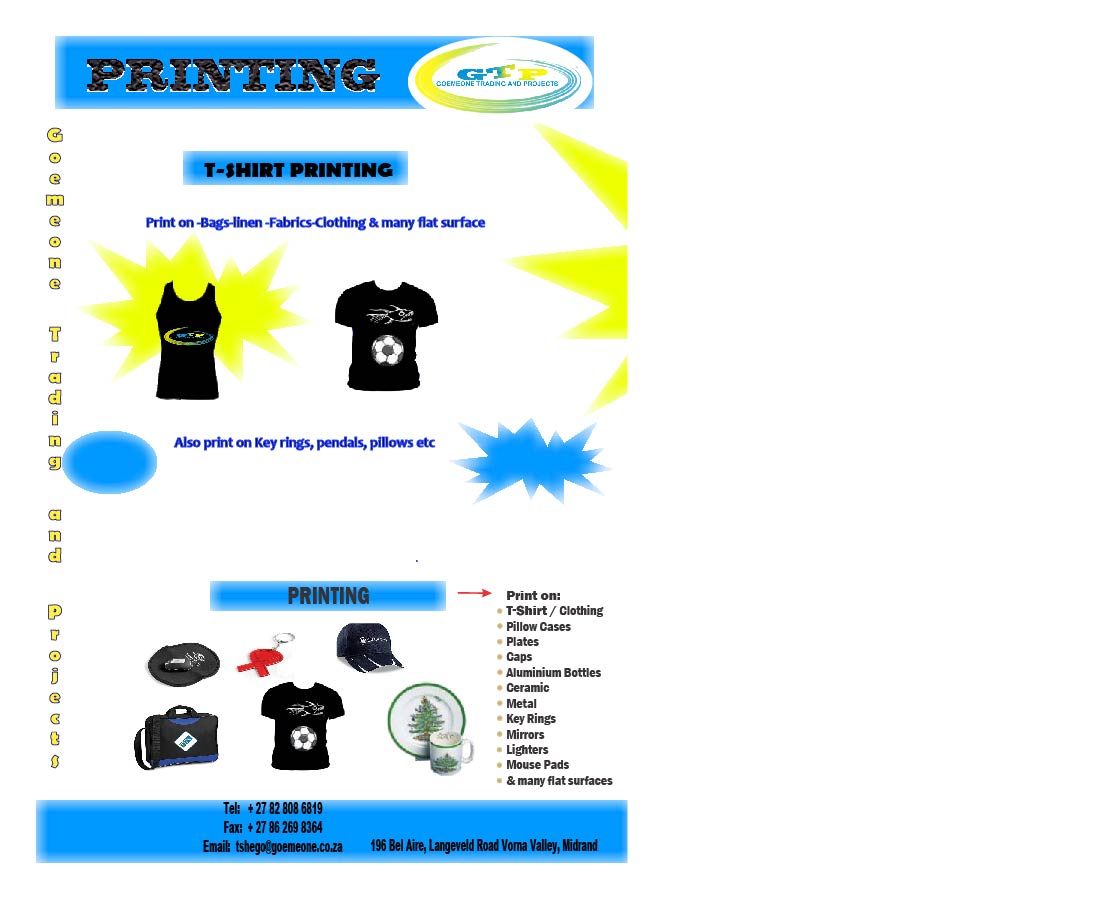 PRINTING
GTP
GOEMEONE TRADING AND PROJECTS
Goemeone Trading and Projects
T-SHIRT PRINTING
Print on -Bags-linen -Fabrics-Clothing & many flat surface
Also print on Key rings, pendals, pillows etc
PRINTING
Print on:
T-Shirt / Clothing
Pillow Cases
Plates
Caps
Aluminium Bottles
Ceramic
Metal
Key Rings
Mirrors
Lighters
Mouse Pads
& many flat surfaces
Tel: + 27 82 808 6819
Fax: + 27 86 269 8364
Email: tshego@goemeone.co.za
196 Bel Aire, Langeveld Road Vorna Valley, Midrand